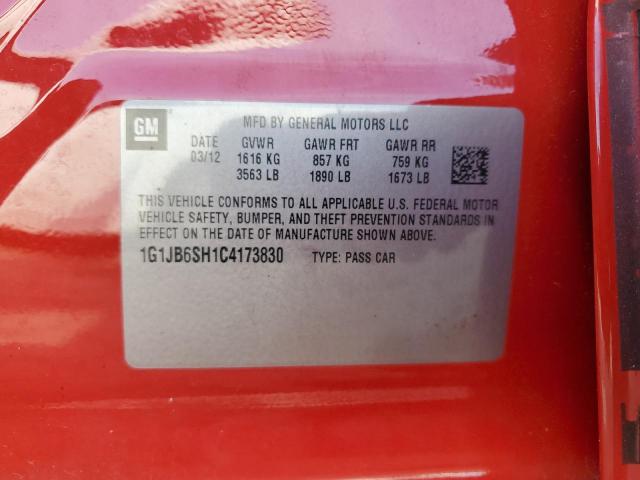 GM
MFD BY GENERAL MOTORS LLC
DATE GVWR GAWR FRT GAWR RR
03/12 1616 KG 857 KG 759 KG
3563 LB 1890 LB 1673 LB
THIS VEHICLE CONFORMS TO ALL APPLICABLE U.S. FEDERAL MOTOR
VEHICLE SAFETY, BUMPER, AND THEFT PREVENTION STANDARDS IN
EFFECT ON THE DATE OF MANUFACTURE SHOWN ABOVE.
1G1JB6SH1C4173830 TYPE: PASS CAR